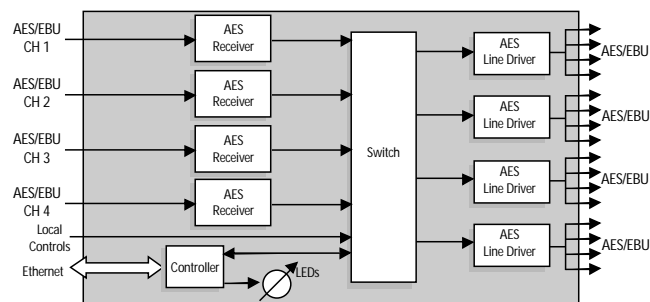 AES/EBU
CH 1
AES
Receiver
AES
Line Driver
AES/EBU
AES/EBU
CH 2
AES
Receiver
AES
Line Driver
AES/EBU
AES/EBU
CH 3
AES
Receiver
Switch
AES
Line Driver
AES/EBU
AES/EBU
CH 4
AES
Receiver
AES
Line Driver
AES/EBU
Local
Controls
Ethernet
Controller
LEDs